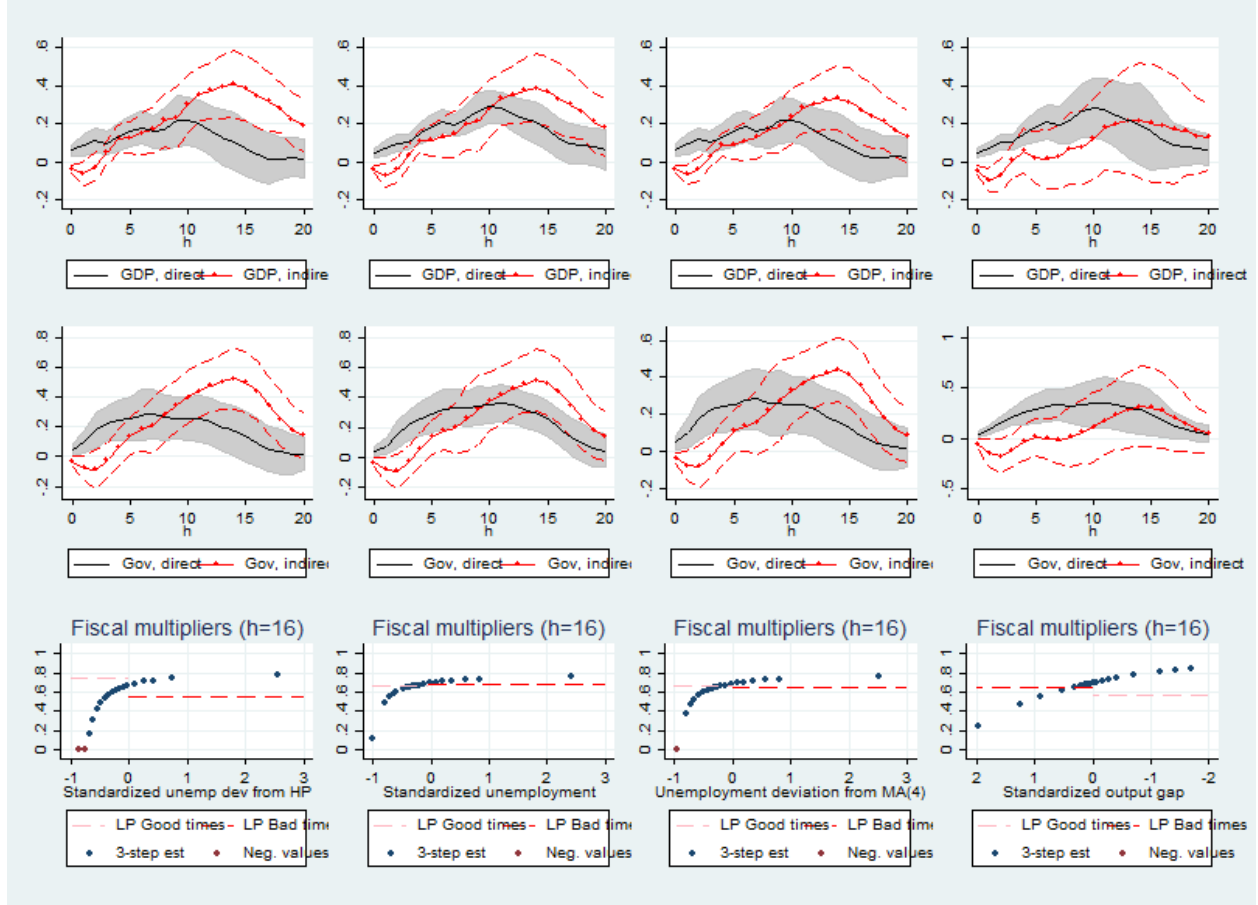 .6 .6 .6 .6
.4 .4 .4 .4
.2 .2 .2 .2
0 0 0 0
-.2 -.2 -.2 -.2
0 5 10 15 20 0 5 10 15 20 0 5 10 15 20 0 5 10 15 20
h h h h
GDP, direct GDP, indirect GDP, direct GDP, indirect GDP, direct GDP, indirect GDP, direct GDP, indirect
.8 .8 .6 1
.6 .6 .4 .5
.4 .4 .2 0
.2 .2 0 -.5
0 0 -.2
-.2 -.2
0 5 10 15 20 0 5 10 15 20 0 5 10 15 20 0 5 10 15 20
h h h h
Gov, direct Gov, indirec Gov, direct Gov, indirec Gov, direct Gov, indirec Gov, direct Gov, indirect
Fiscal multipliers (h=16) Fiscal multipliers (h=16) Fiscal multipliers (h=16) Fiscal multipliers (h=16)
1 1 1 1
.8 .8 .8 .8
.6 .6 .6 .6
.4 .4 .4 .4
.2 .2 .2 .2
0 0 0 0
-1 0 1 2 3 -1 0 1 2 3 -1 0 1 2 3 2 1 0 -1 -2
Standardized unemp dev from HP Standardized unemployment Unemployment deviation from MA(4) Standardized output gap
LP Good times LP Bad time LP Good times LP Bad time LP Good times LP Bad time LP Good times LP Bad times
3-step est Neg. values 3-step est Neg. values 3-step est Neg. values 3-step est Neg. values